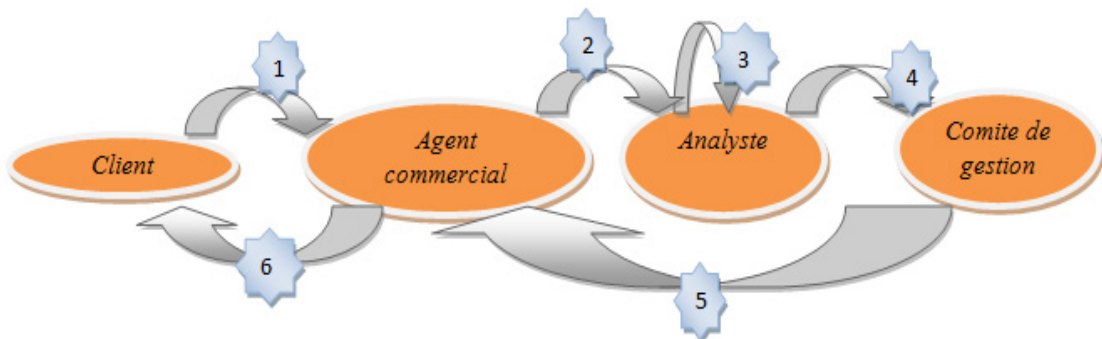 1
2
3
4
Client
Agent
commercial
Analyste
Comite de
gestion
6
5